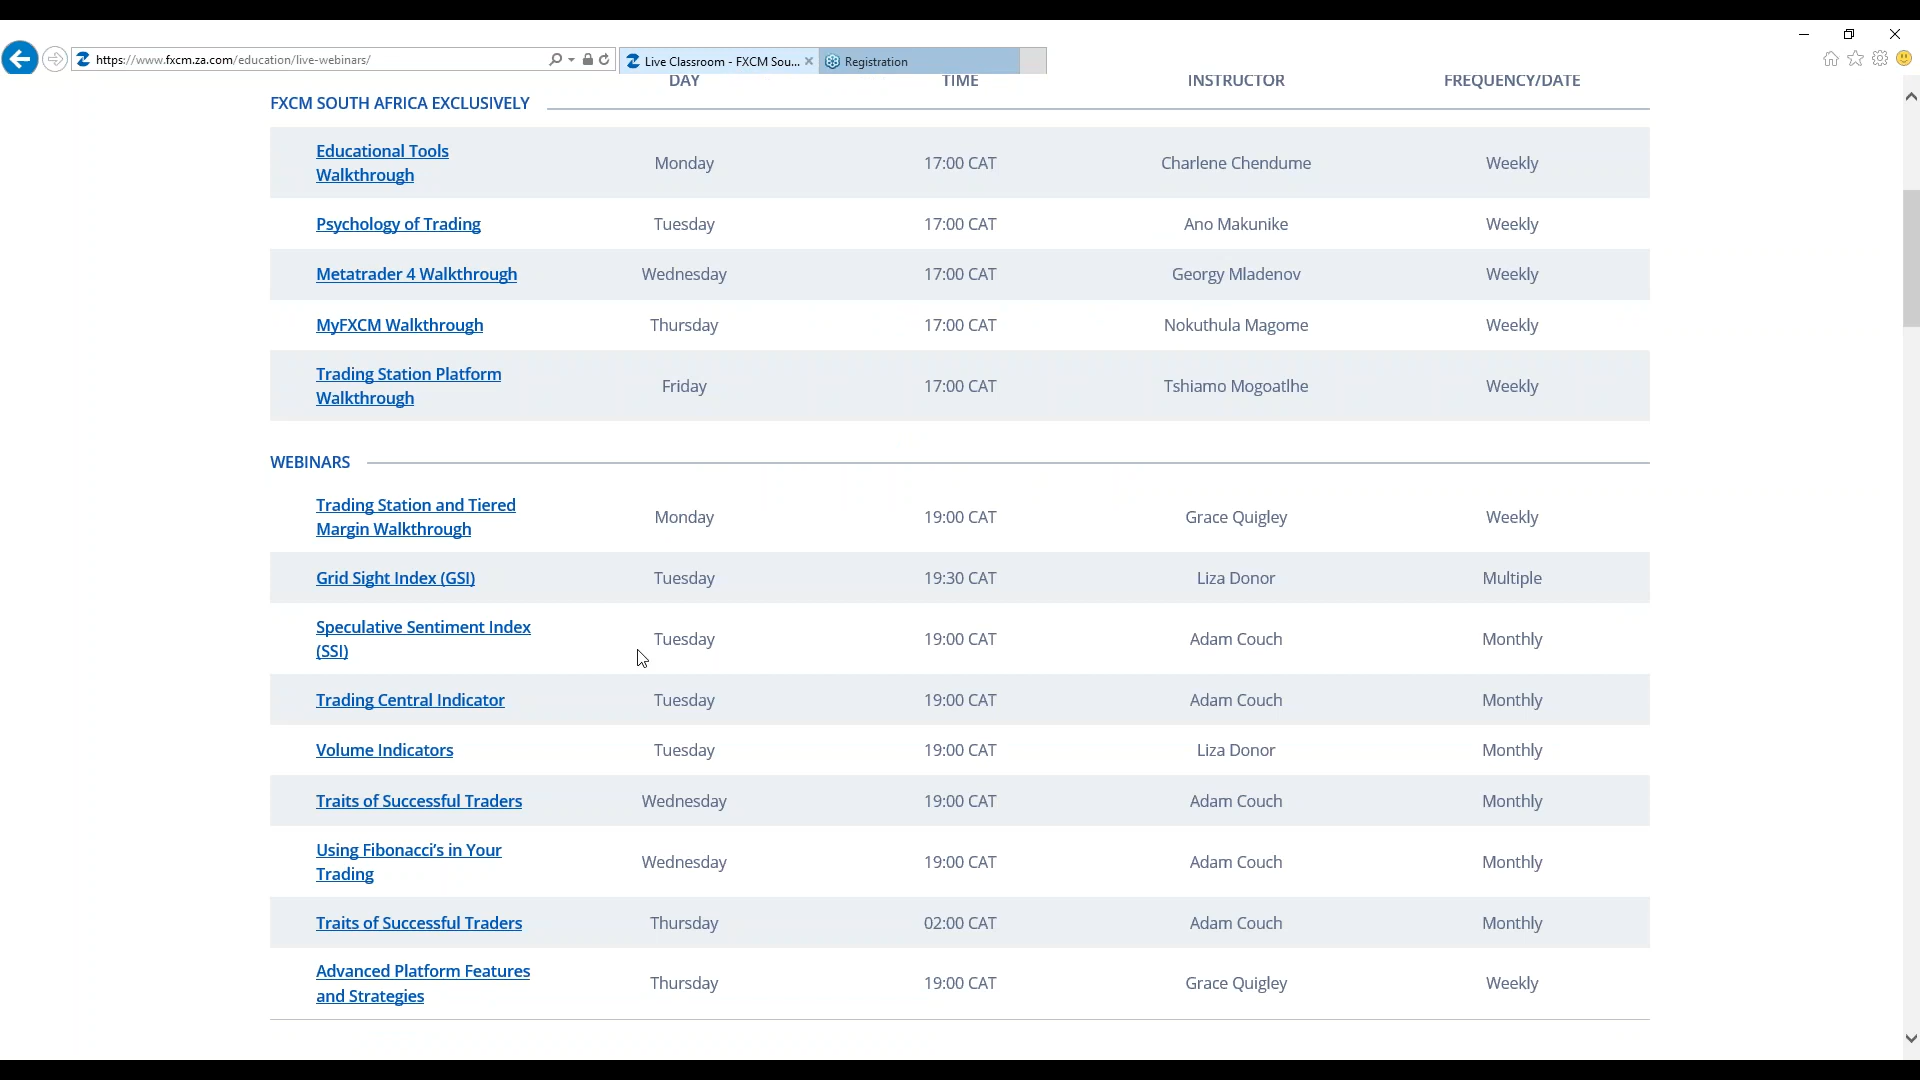 https://www.fxcm.za.com/education/live-webinars/
Live Classroom - FXCM Sou...
Registration
DAY TIME INSTRUCTOR FREQUENCY/DATE
FXCM SOUTH AFRICA EXCLUSIVELY
Educational Tools
Walkthrough
Monday 17:00 CAT Charlene Chendume Weekly
Psychology of Trading Tuesday 17:00 CAT Ano Makunike Weekly
Metatrader 4 Walkthrough Wednesday 17:00 CAT Georgy Mladenov Weekly
MyFXCM Walkthrough Thursday 17:00 CAT Nokuthula Magome Weekly
Trading Station Platform
Walkthrough
Friday 17:00 CAT Tshiamo Mogoatlhe Weekly
WEBINARS
Trading Station and Tiered
Margin Walkthrough
Monday 19:00 CAT Grace Quigley Weekly
Grid Sight Index (GSI) Tuesday 19:30 CAT Liza Donor Multiple
Speculative Sentiment Index
(SSI)
Tuesday 19:00 CAT Adam Couch Monthly
Trading Central Indicator Tuesday 19:00 CAT Adam Couch Monthly
Volume Indicators Tuesday 19:00 CAT Liza Donor Monthly
Traits of Successful Traders Wednesday 19:00 CAT Adam Couch Monthly
Using Fibonacci's in Your
Trading
Wednesday 19:00 CAT Adam Couch Monthly
Traits of Successful Traders Thursday 02:00 CAT Adam Couch Monthly
Advanced Platform Features
and Strategies
Thursday 19:00 CAT Grace Quigley Weekly